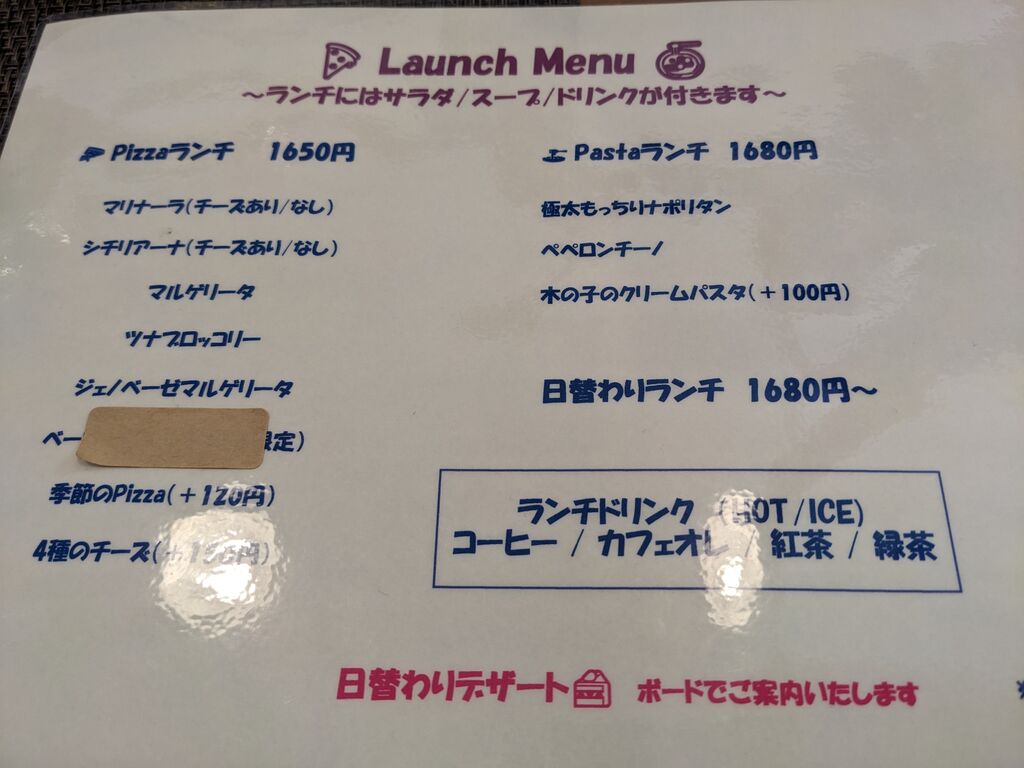 Launch Menu
～ランチにはサラダ/スープ/ドリンクが付きます～
Pizzaランチ 1650円
マリナーラ(チーズあり/なし)
シチリアーナ(チーズあり/なし)
マルゲリータ
ツナブロッコリー
ジェノベーゼマルゲリータ
ベー 限定)
季節のPizza(＋120円)
4種のチーズ(＋
Pastaランチ 1680円
極太もっちりナポリタン
ペペロンチーノ
木の子のクリームパスタ(＋100円)
日替わりランチ 1680円～
ランチドリンク (HOT/ICE)
コーヒー / カフェオレ / 紅茶 / 緑茶
日替わりデザート ボードでご案内いたします